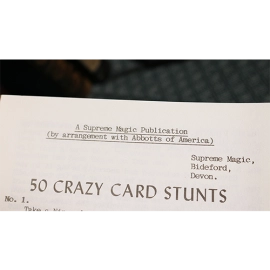 A Supreme Magic Publication
(by arrangement with Abbotts of America)
Supreme Magic,
Bideford,
Devon.
50 CRAZY CARD STUNTS
No. 1.
Take a